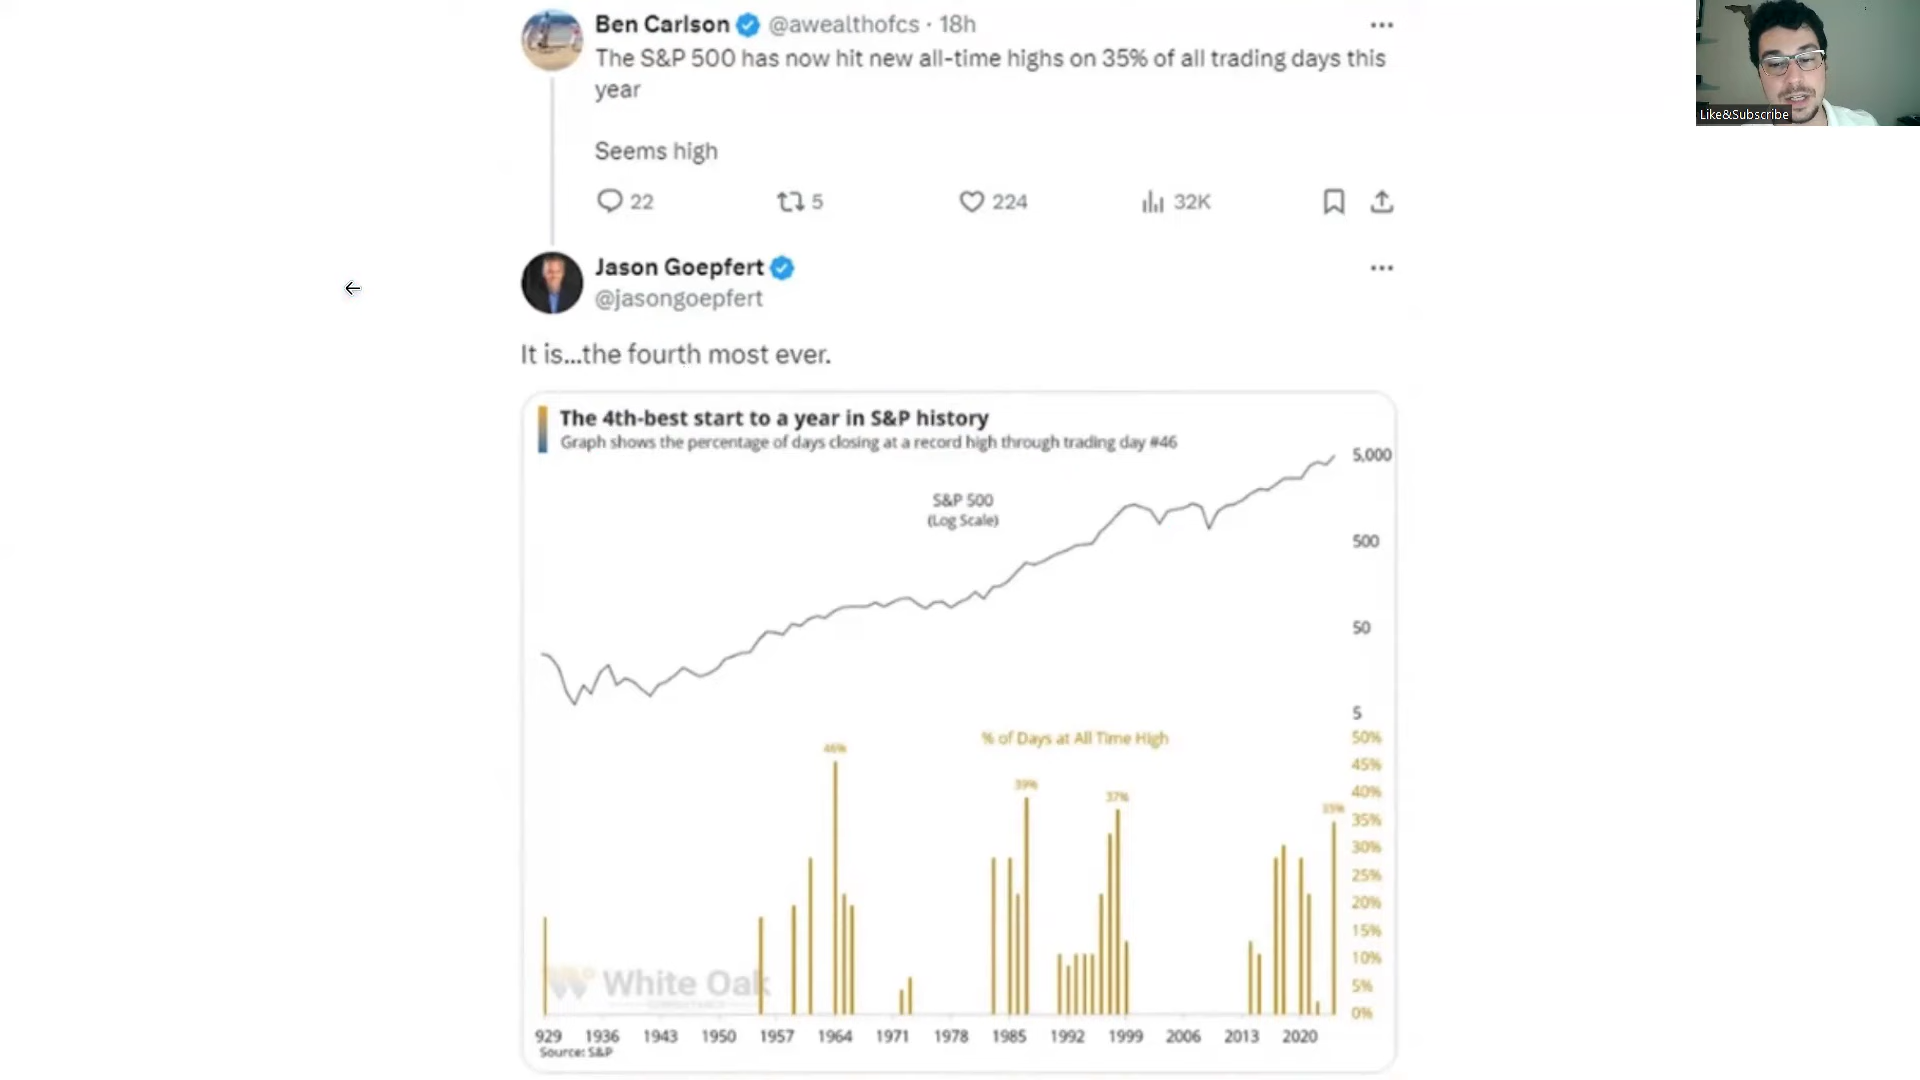 Ben Carlson @awealthofcs · 18h
The S&P 500 has now hit new all-time highs on 35% of all trading days this
year
Seems high
22 5 224 32K
Jason Goepfert
@jasongoepfert
It is...the fourth most ever.
The 4th-best start to a year in S&P history
Graph shows the percentage of days closing at a record high through trading day #46
S&P 500
(Log Scale)
5,000
500
50
5
% of Days at All Time High
50%
45%
40%
35%
30%
25%
20%
15%
10%
5%
0%
46%
39%
37%
35%
White Oak
929 1936 1943 1950 1957 1964 1971 1978 1985 1992 1999 2006 2013 2020
Source: S&P
Like&Subscribe